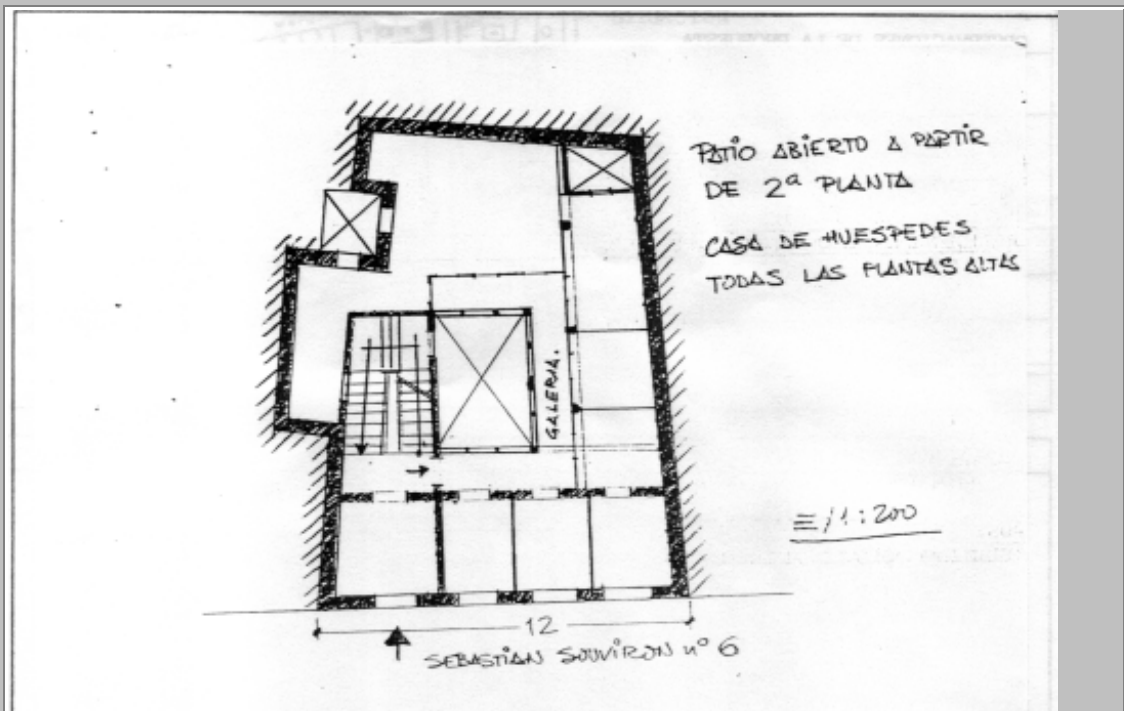 PATIO ABIERTO A PARTIR
DE 2ª PLANTA
CASA DE HUESPEDES
TODAS LAS PLANTAS ALTAS
GALERIA.
E/1:200
12
SEBASTIAN SOUVIRON nº 6